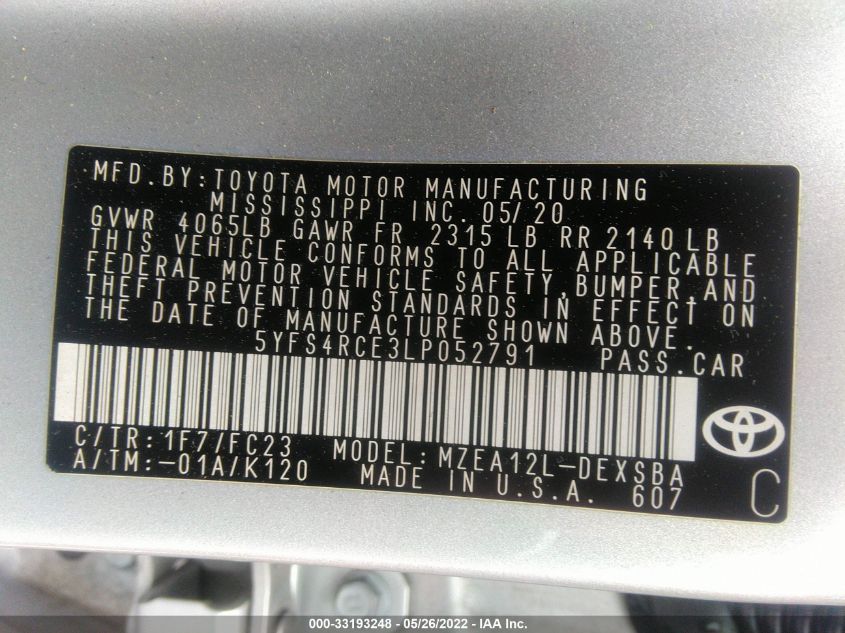 MFD.BY:TOYOTA MOTOR MANUFACTURING
MISSISSIPPI INC. 05/20
GVWR 4065LB GAWR FR 2315 LB RR 2140 LB
THIS VEHICLE CONFORMS TO ALL APPLICABLE
FEDERAL MOTOR VEHICLE SAFETY,BUMPER,AND
THEFT PREVENTION STANDARDS IN EFFECT ON
THE DATE OF MANUFACTURE SHOWN ABOVE.
5YFS4RCE3LP052791 PASS.CAR
C/TR:1F7/FC23 MODEL:MZEA12L-DEXSBA
A/TM:-01A/K120 MADE IN U.S.A. 607
C
000-33193248 - 05/26/2022 - IAA Inc.